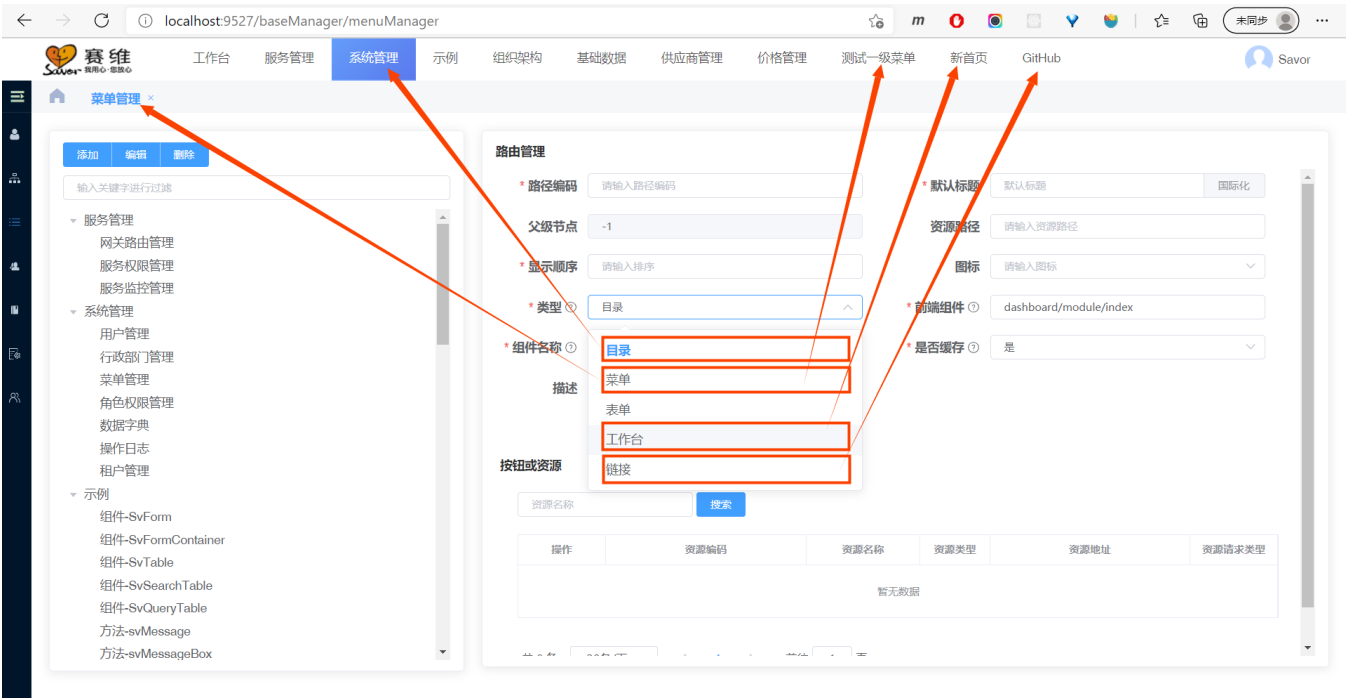 localhost:9527/baseManager/menuManager
m
未同步
赛维
Savor 我用心·您放心
工作台 服务管理 系统管理 示例 组织架构 基础数据 供应商管理 价格管理 测试一级菜单 新首页 GitHub Savor
菜单管理 ×
添加 编辑 删除
输入关键字进行过滤
服务管理
网关路由管理
服务权限管理
服务监控管理
系统管理
用户管理
行政部门管理
菜单管理
角色权限管理
数据字典
操作日志
租户管理
示例
组件-SvForm
组件-SvFormContainer
组件-SvTable
组件-SvSearchTable
组件-SvQueryTable
方法-svMessage
方法-svMessageBox
路由管理
* 路径编码 请输入路径编码 * 默认标题 默认标题 国际化
父级节点 -1 资源路径 请输入资源路径
* 显示顺序 请输入排序 图标 请输入图标
* 类型 目录 * 前端组件 dashboard/module/index
* 组件名称 * 是否缓存 是
目录
菜单
描述
表单
工作台
链接
按钮或资源
资源名称 搜索
操作 资源编码 资源名称 资源类型 资源地址 资源请求类型
暂无数据